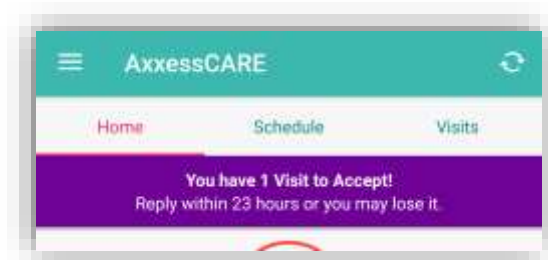 AxxessCARE
Home Schedule Visits
You have 1 Visit to Accept!
Reply within 23 hours or you may lose it.